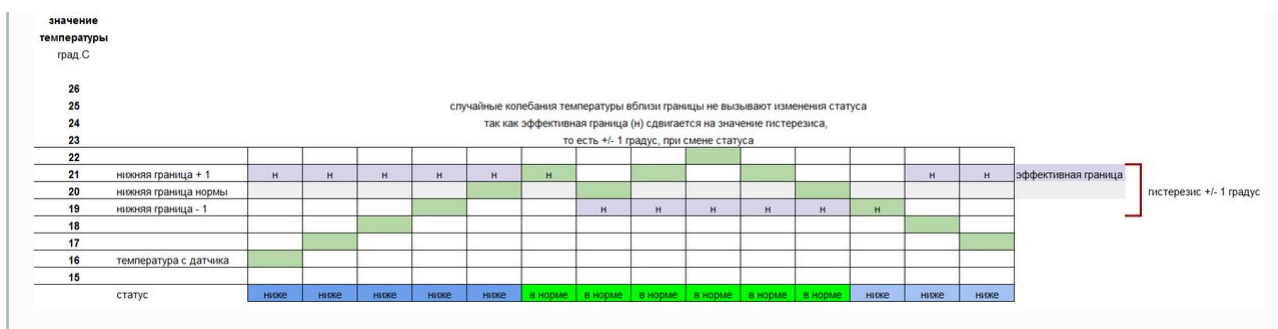 значение
температуры
град.С
26
25 случайные колебания температуры вблизи границы не вызывают изменения статуса
24 так как эффективная граница (н) сдвигается на значение гистерезиса,
23 то есть +/- 1 градус, при смене статуса
22
21 нижняя граница + 1 н н н н н н н н эффективная граница
20 нижняя граница нормы
гистерезис +/- 1 градус
19 нижняя граница - 1 н н н н н н
18
17
16 температура с датчика
15
статус ниже ниже ниже ниже ниже в норме в норме в норме в норме в норме в норме ниже ниже ниже